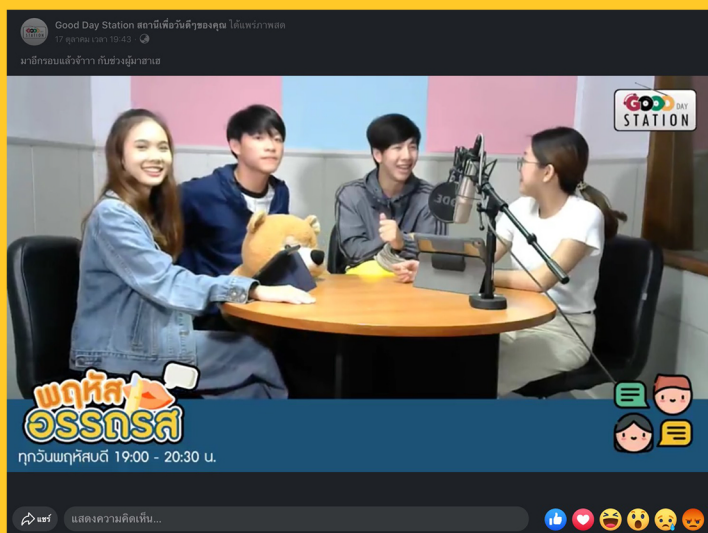 Good Day Station สถานีเพื่อวันดีๆของคุณ ได้แพร่ภาพสด
17 ตุลาคม เวลา 19:43 ·
มาอีกรอบแล้วจ้าาา กับช่วงผู้มาฮาเฮ
GOOD DAY
STATION
พฤหัส
อรรถรส
ทุกวันพฤหัสบดี 19:00 - 20:30 น.
แชร์
แสดงความคิดเห็น...